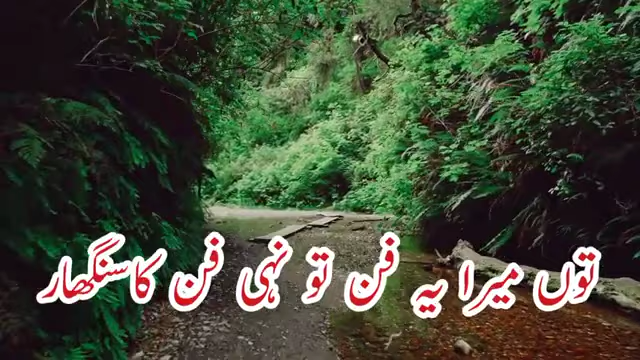 توں میرا یہ فن تو نہی فن کا سنگھار